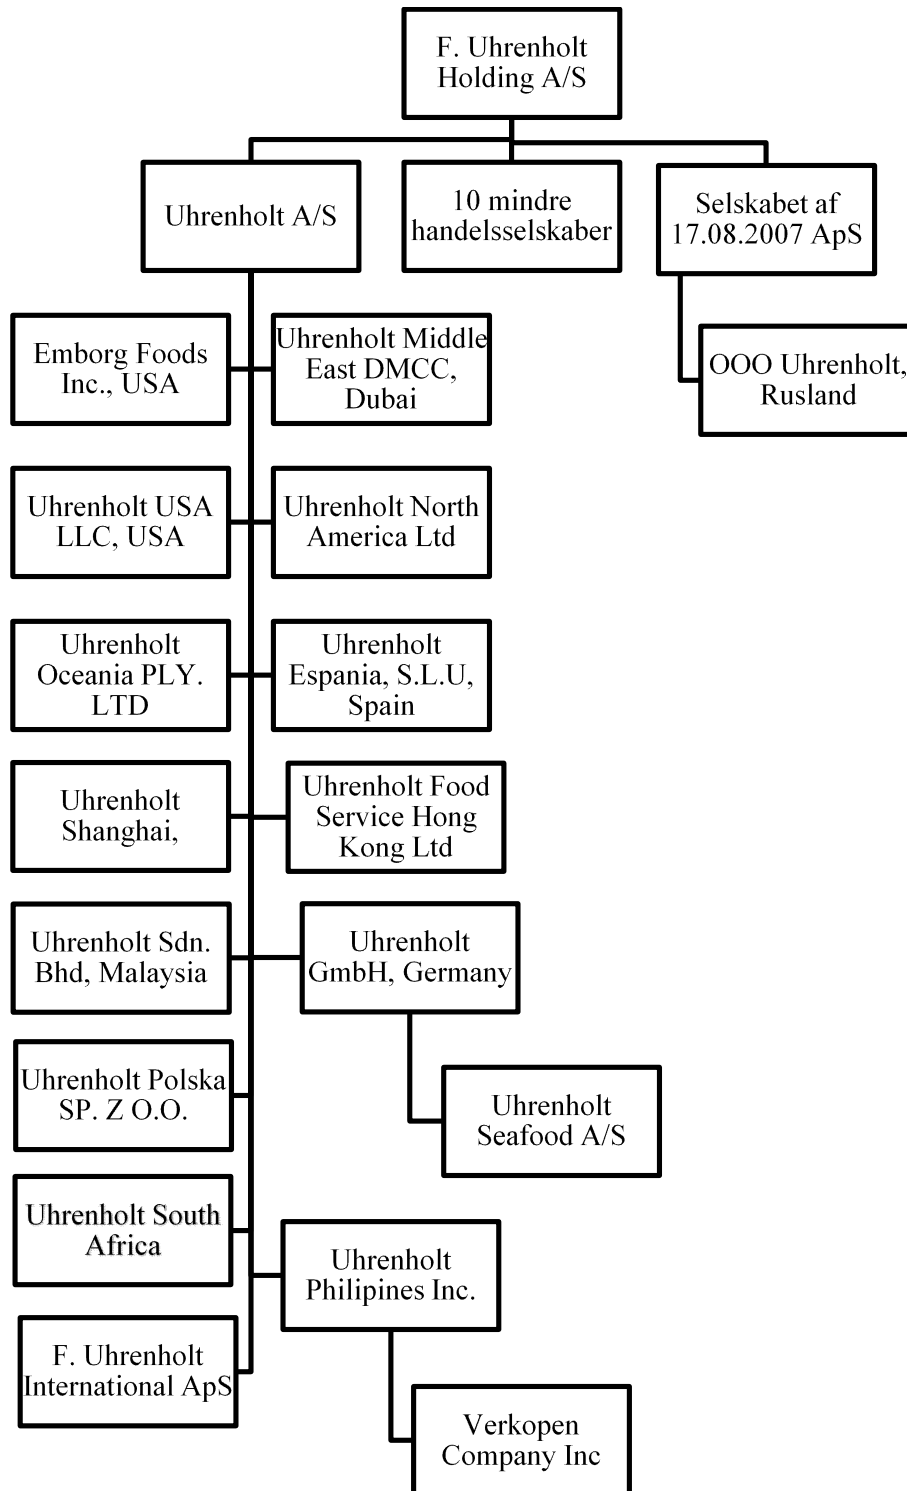 F. Uhrenholt
Holding A/S
Uhrenholt A/S
10 mindre
handelsselskaber
Selskabet af
17.08.2007 ApS
OOO Uhrenholt,
Rusland
Emborg Foods
Inc., USA
Uhrenholt Middle
East DMCC,
Dubai
Uhrenholt USA
LLC, USA
Uhrenholt North
America Ltd
Uhrenholt
Oceania PLY.
LTD
Uhrenholt
Espania, S.L.U,
Spain
Uhrenholt
Shanghai,
Uhrenholt Food
Service Hong
Kong Ltd
Uhrenholt Sdn.
Bhd, Malaysia
Uhrenholt
GmbH, Germany
Uhrenholt Polska
SP. Z O.O.
Uhrenholt
Seafood A/S
Uhrenholt South
Africa
Uhrenholt
Philipines Inc.
F. Uhrenholt
International ApS
Verkopen
Company Inc